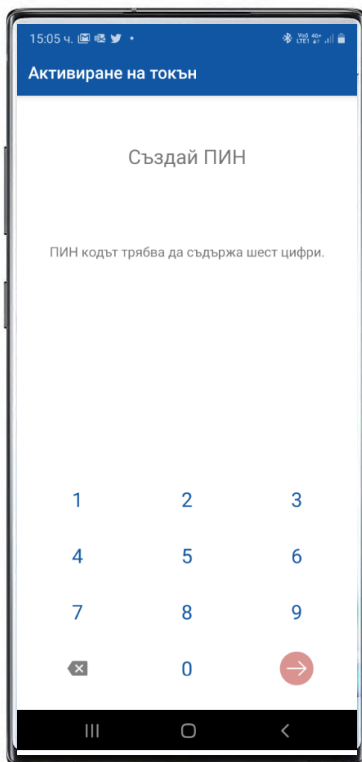 15:05 ч.
Активиране на токън
Създай ПИН
ПИН кодът трябва да съдържа шест цифри.
1 2 3
4 5 6
7 8 9
0